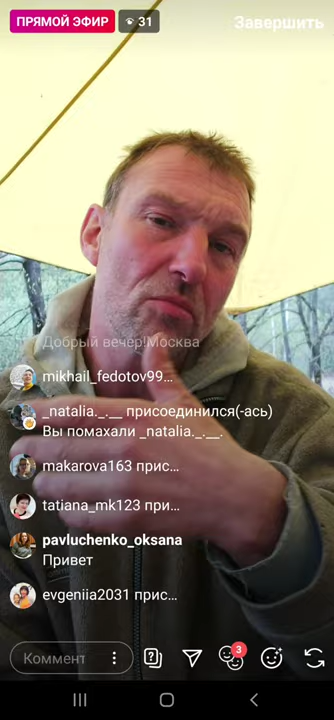 ПРЯМОЙ ЭФИР 31 Завершить
Добрый вечер!Москва
mikhail_fedotov99...
_natalia._.__ присоединился(-ась)
Вы помахали _natalia._.__.
makarova163 прис...
tatiana_mk123 при...
pavluchenko_oksana
Привет
evgeniia2031 прис...
Коммент 3